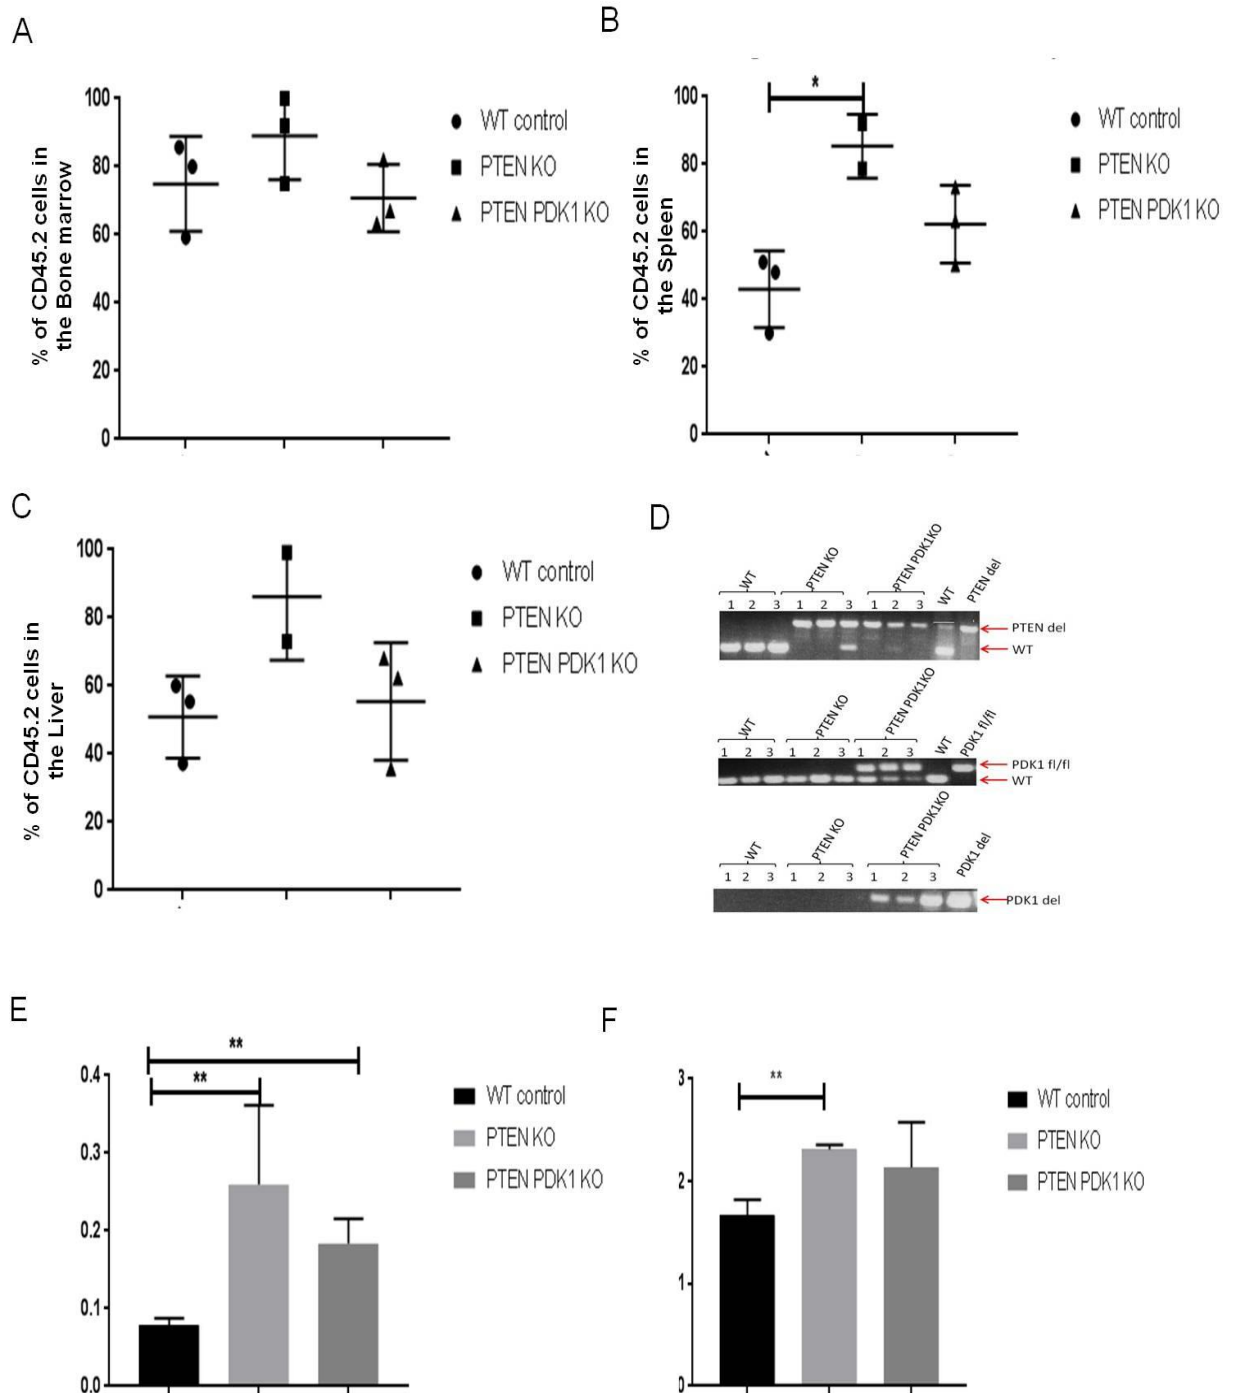 A
% of CD45.2 cells in
the Bone marrow
100
80
60
40
20
0
WT control
PTEN KO
PTEN PDK1 KO
B
% of CD45.2 cells in
the Spleen
100
80
60
40
20
0
*
WT control
PTEN KO
PTEN PDK1 KO
C
% of CD45.2 cells in
the Liver
100
80
60
40
20
0
WT control
PTEN KO
PTEN PDK1 KO
D
WT
PTEN KO
PTEN PDK1KO
WT
PTEN del
1 2 3 1 2 3 1 2 3
PTEN del
WT
WT
PTEN KO
PTEN PDK1KO
WT
PDK1 fl/fl
1 2 3 1 2 3 1 2 3
PDK1 fl/fl
WT
WT
PTEN KO
PTEN PDK1KO
PDK1 del
1 2 3 1 2 3 1 2 3
PDK1 del
E
0.4
0.3
0.2
0.1
0.0
**
**
WT control
PTEN KO
PTEN PDK1 KO
F
3
2
1
0
**
WT control
PTEN KO
PTEN PDK1 KO